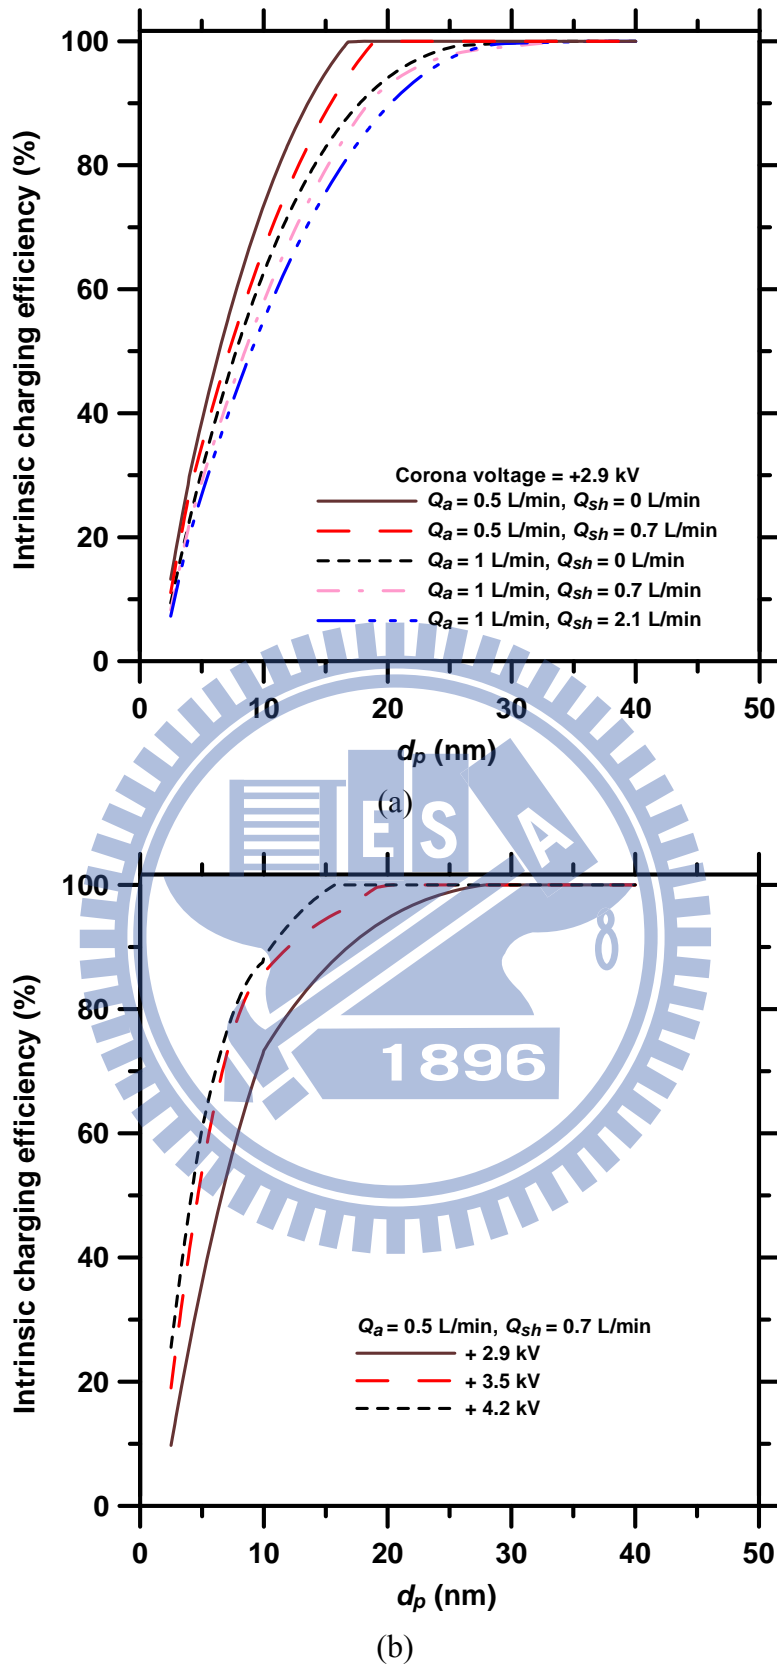 100
80
60
40
20
0
Intrinsic charging efficiency (%)
Corona voltage = +2.9 kV
Qa = 0.5 L/min, Qsh = 0 L/min
Qa = 0.5 L/min, Qsh = 0.7 L/min
Qa = 1 L/min, Qsh = 0 L/min
Qa = 1 L/min, Qsh = 0.7 L/min
Qa = 1 L/min, Qsh = 2.1 L/min
0 10 20 30 40 50
dp (nm)
(a)
E S A
100
80
60
40
20
0
Intrinsic charging efficiency (%)
1896
Qa = 0.5 L/min, Qsh = 0.7 L/min
+ 2.9 kV
+ 3.5 kV
+ 4.2 kV
0 10 20 30 40 50
dp (nm)
(b)